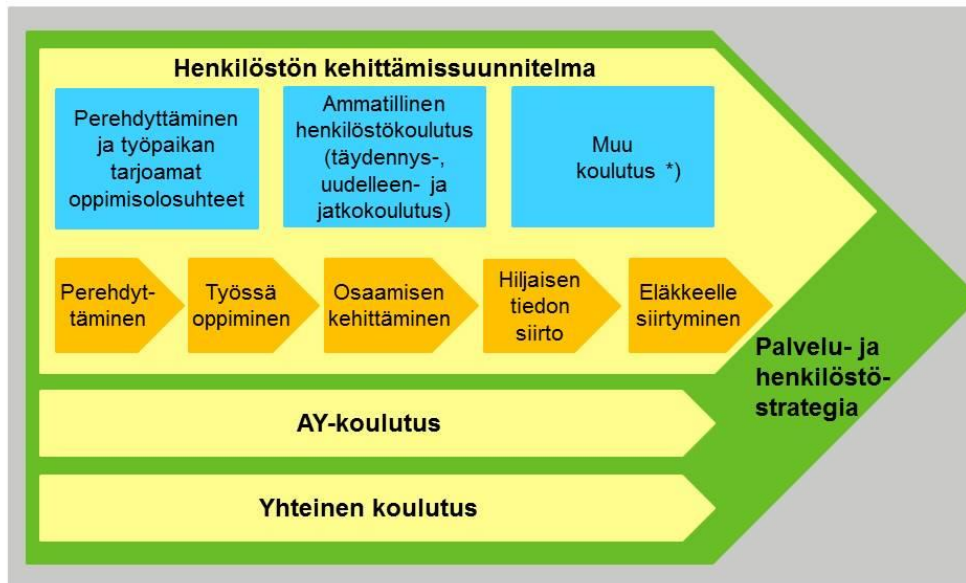 Henkilöstön kehittämissuunnitelma
Perehdyttäminen
ja työpaikan
tarjoamat
oppimisolosuhteet
Ammatillinen
henkilöstökoulutus
(täydennys-,
uudelleen- ja
jatkokoulutus)
Muu
koulutus *)
Perehdyt-
täminen
Työssä
oppiminen
Osaamisen
kehittäminen
Hiljaisen
tiedon
siirto
Eläkkeelle
siirtyminen
Palvelu- ja
henkilöstö-
strategia
AY-koulutus
Yhteinen koulutus